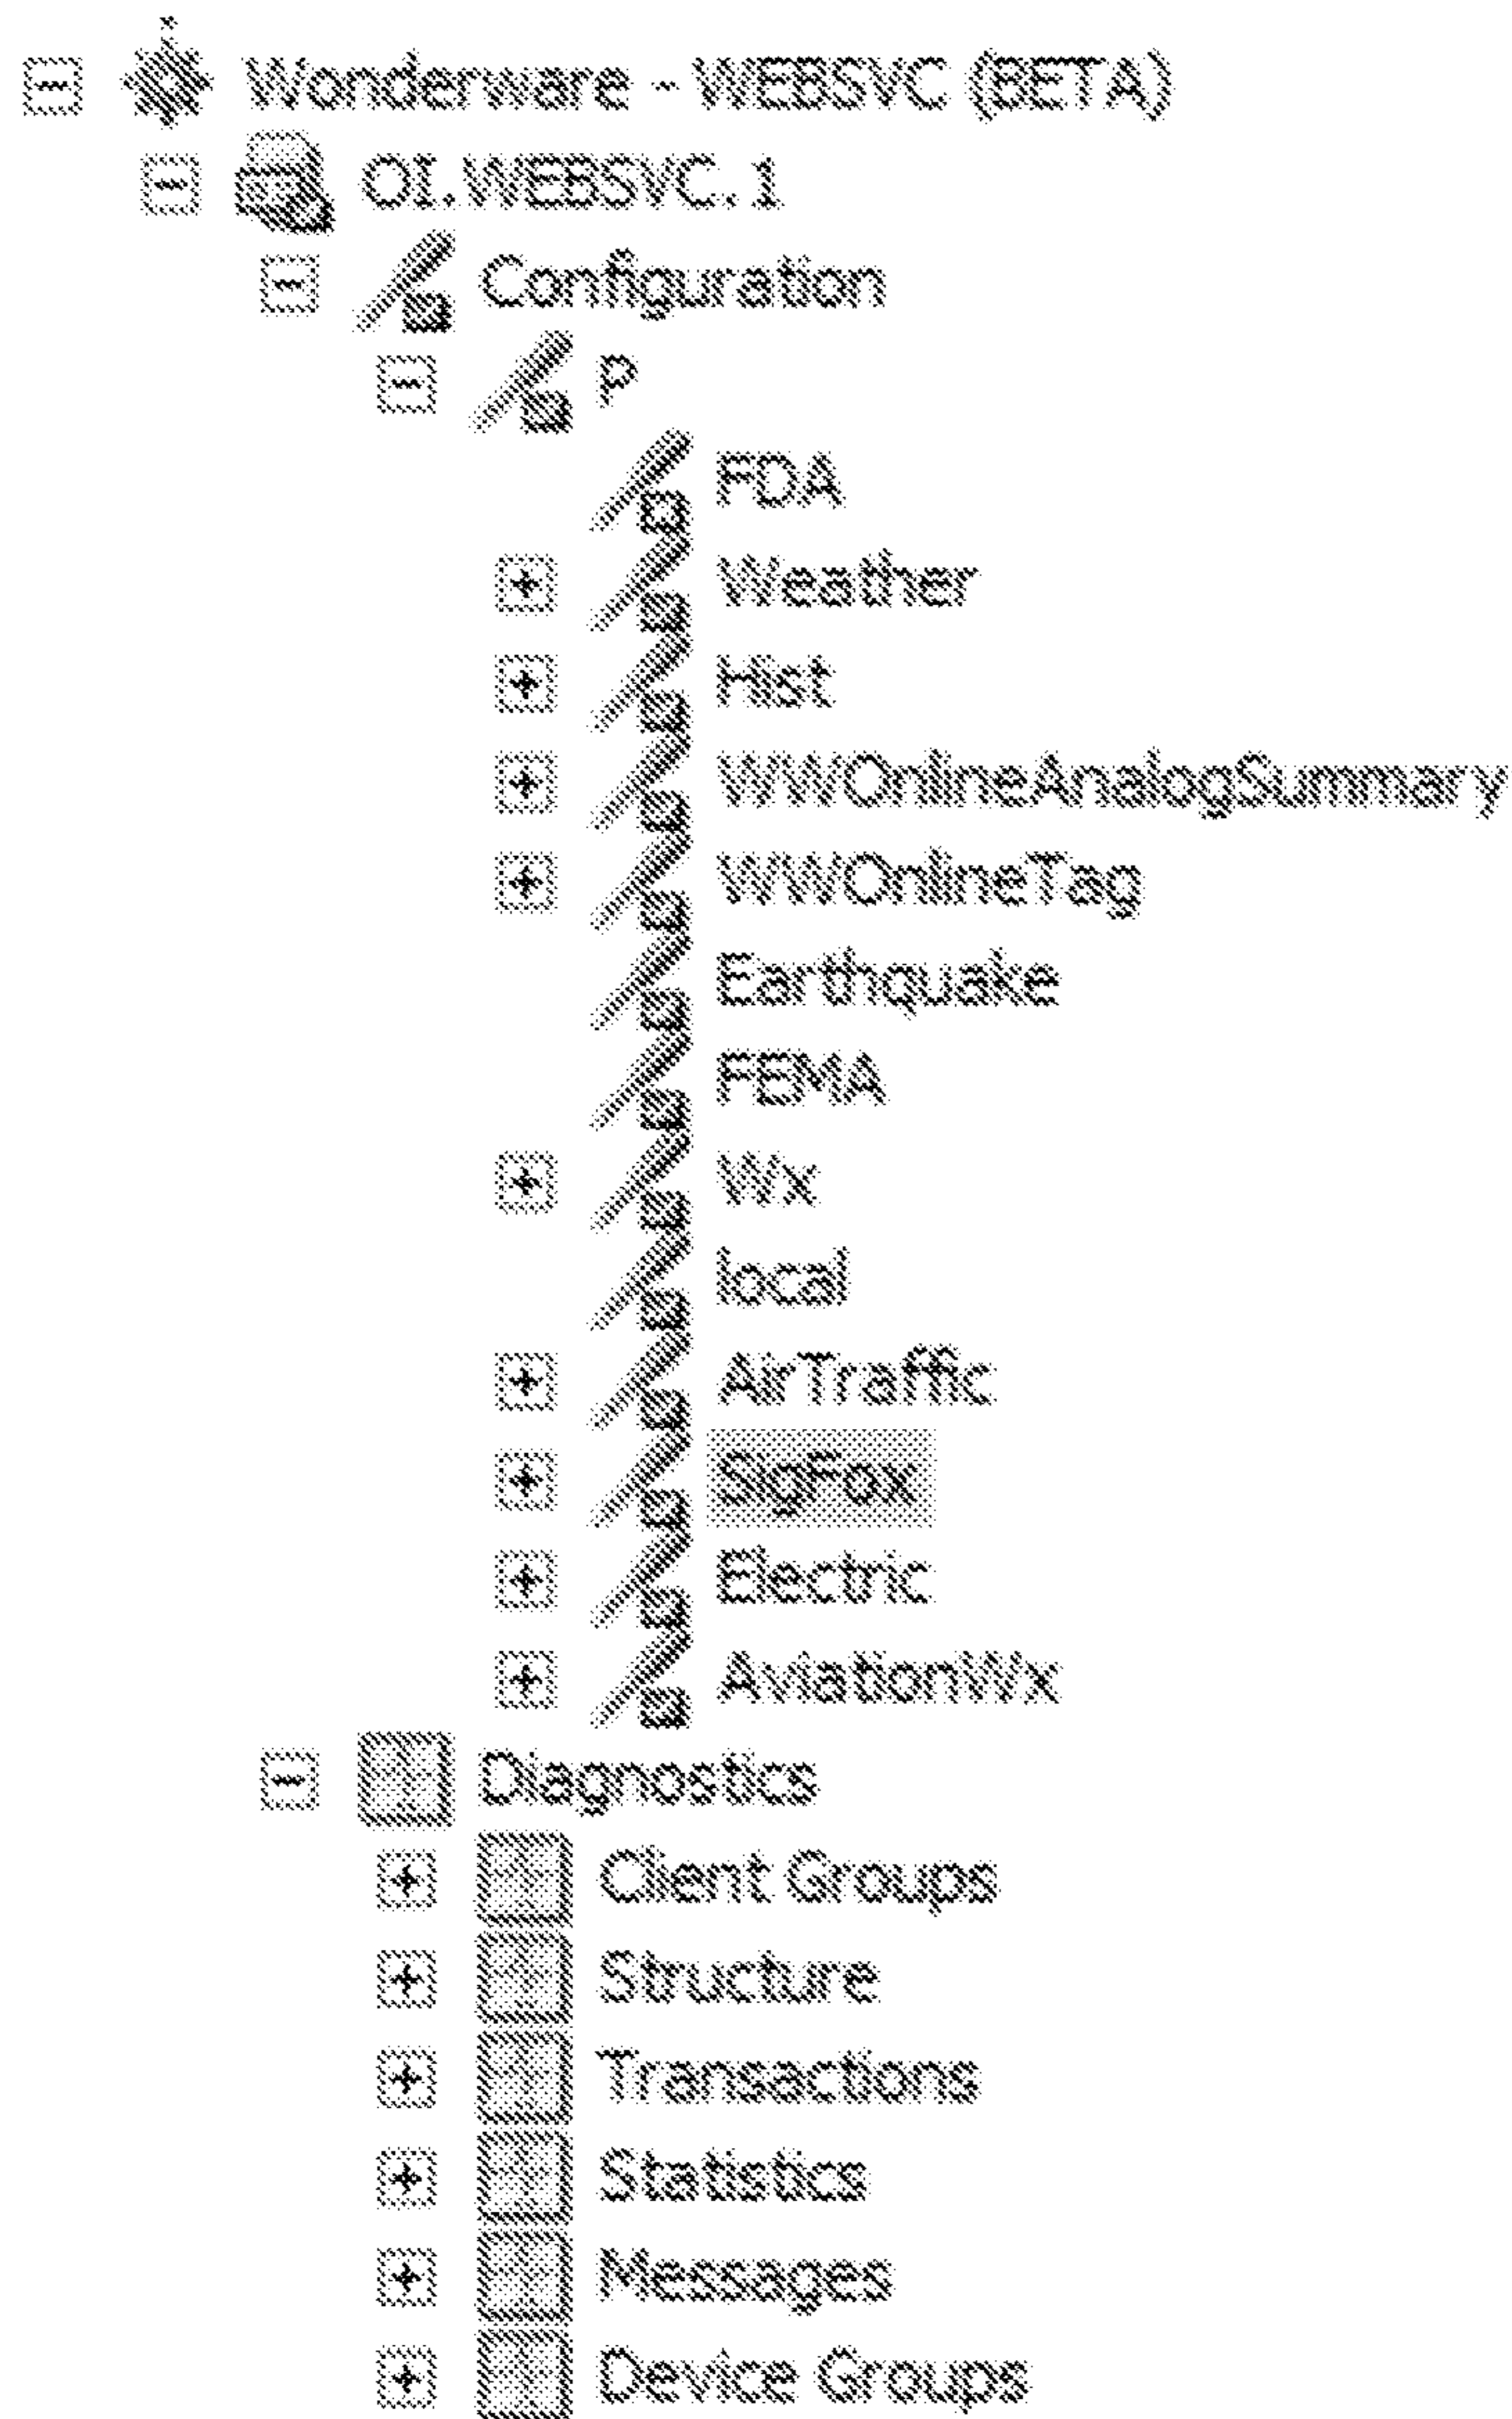 Wonderware - WEBSVC (BETA)
OI.WEBSVC.1
Configuration
P
FDA
Weather
Hist
WWOnlineAnalogSummary
WWOnlineTag
Earthquake
FEMA
Wx
local
AirTraffic
SigFox
Electric
AviationWx
Diagnostics
Client Groups
Structure
Transactions
Statistics
Messages
Device Groups